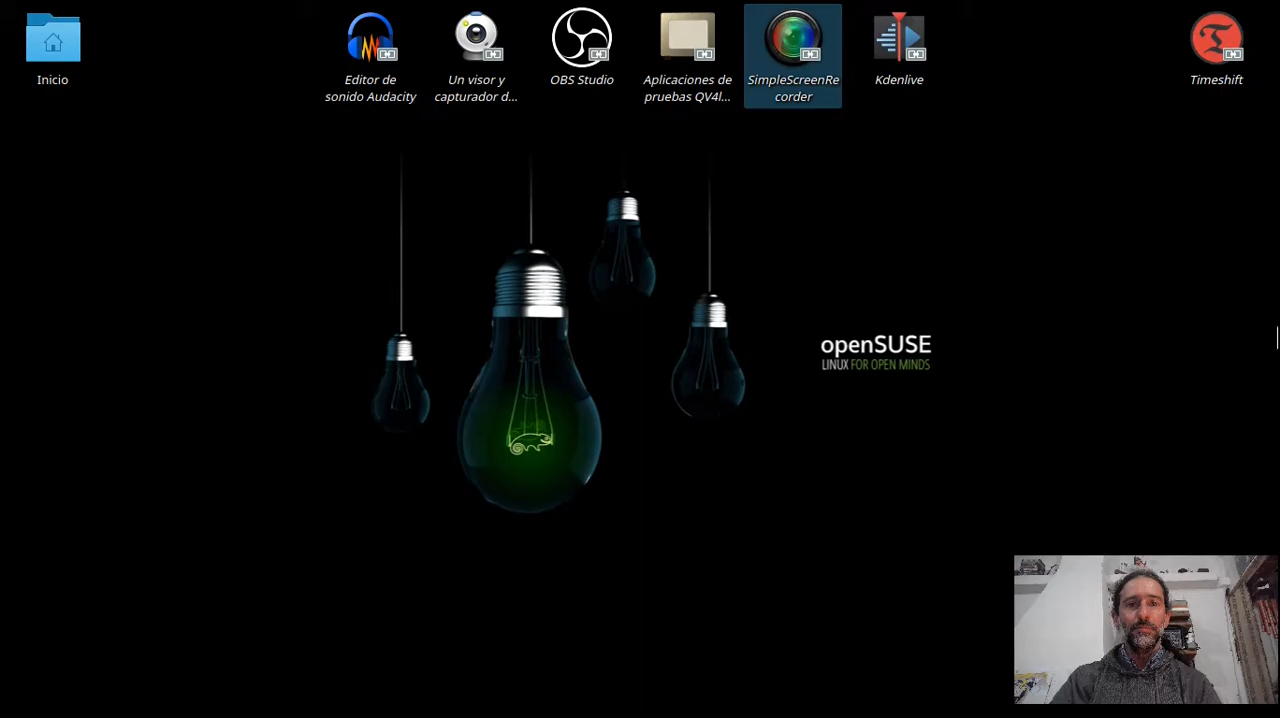 Inicio
Editor de
sonido Audacity
Un visor y
capturador d...
OBS Studio
Aplicaciones de
pruebas QV4l...
SimpleScreenRe
corder
Kdenlive
Timeshift
openSUSE
LINUX FOR OPEN MINDS